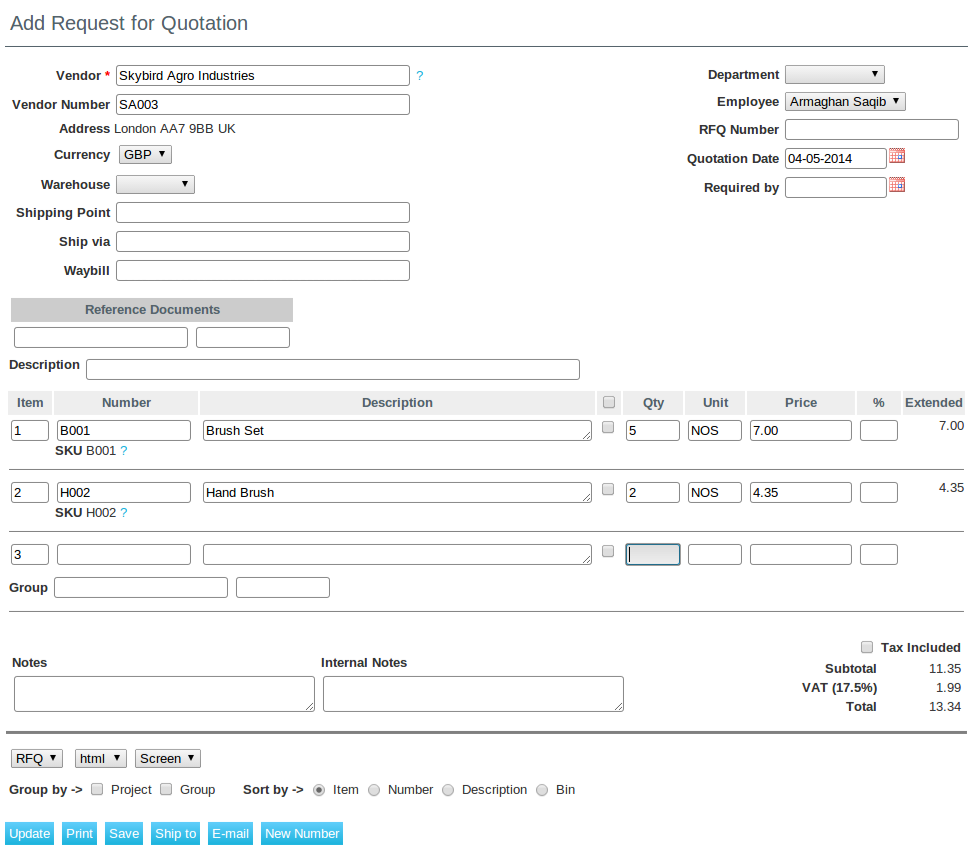 Add Request for Quotation
Vendor * Skybird Agro Industries ?
Vendor Number SA003
Address London AA7 9BB UK
Currency GBP
Warehouse
Shipping Point
Ship via
Waybill
Department
Employee Armaghan Saqib
RFQ Number
Quotation Date 04-05-2014
Required by
Reference Documents
Description
Item Number Description Qty Unit Price % Extended
1 B001 Brush Set 5 NOS 7.00 7.00
SKU B001 ?
2 H002 Hand Brush 2 NOS 4.35 4.35
SKU H002 ?
3
Group
Tax Included
Notes Internal Notes
Subtotal 11.35
VAT (17.5%) 1.99
Total 13.34
RFQ html Screen
Group by -> Project Group Sort by -> Item Number Description Bin
Update Print Save Ship to E-mail New Number